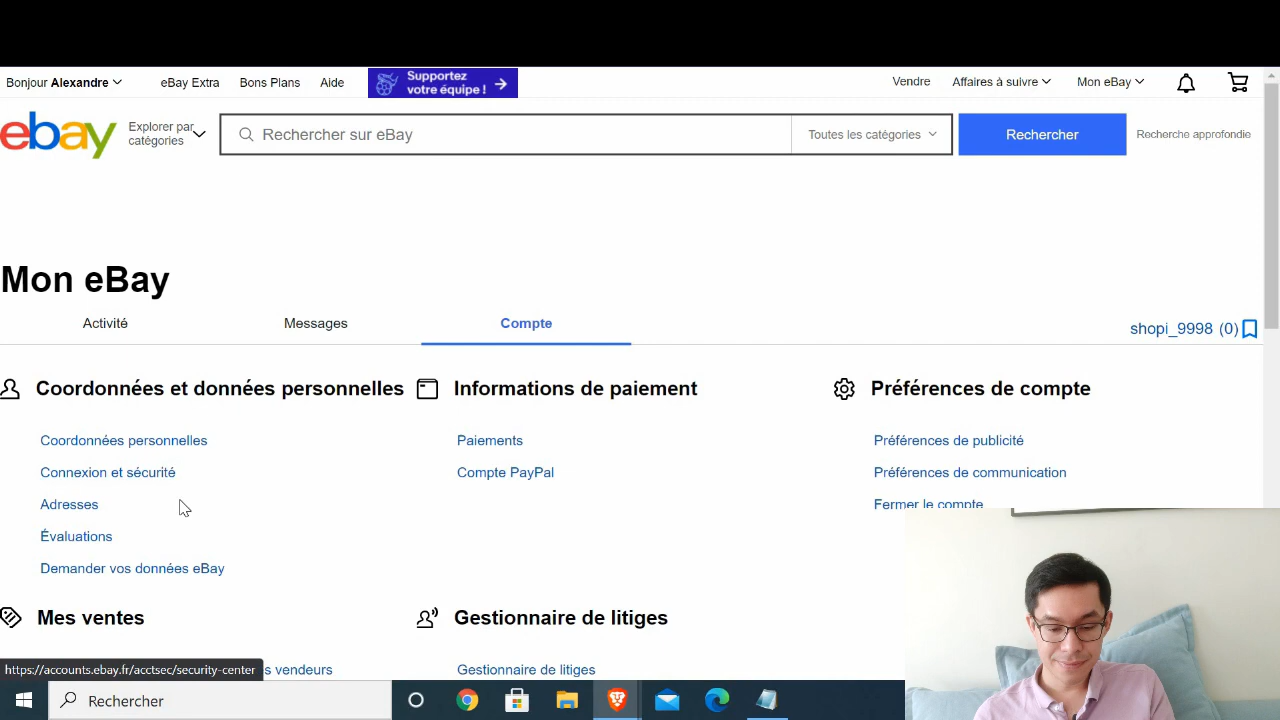 Bonjour Alexandre eBay Extra Bons Plans Aide Supportez votre équipe ! Vendre Affaires à suivre Mon eBay
ebay Explorer par catégories Rechercher sur eBay Toutes les catégories Rechercher Recherche approfondie
Mon eBay
Activité Messages Compte shopi_9998 (0)
Coordonnées et données personnelles Informations de paiement Préférences de compte
Coordonnées personnelles Paiements Préférences de publicité
Connexion et sécurité Compte PayPal Préférences de communication
Adresses Fermer le compte
Évaluations
Demander vos données eBay
Mes ventes Gestionnaire de litiges
https://accounts.ebay.fr/acctsec/security-center s vendeurs Gestionnaire de litiges
Rechercher